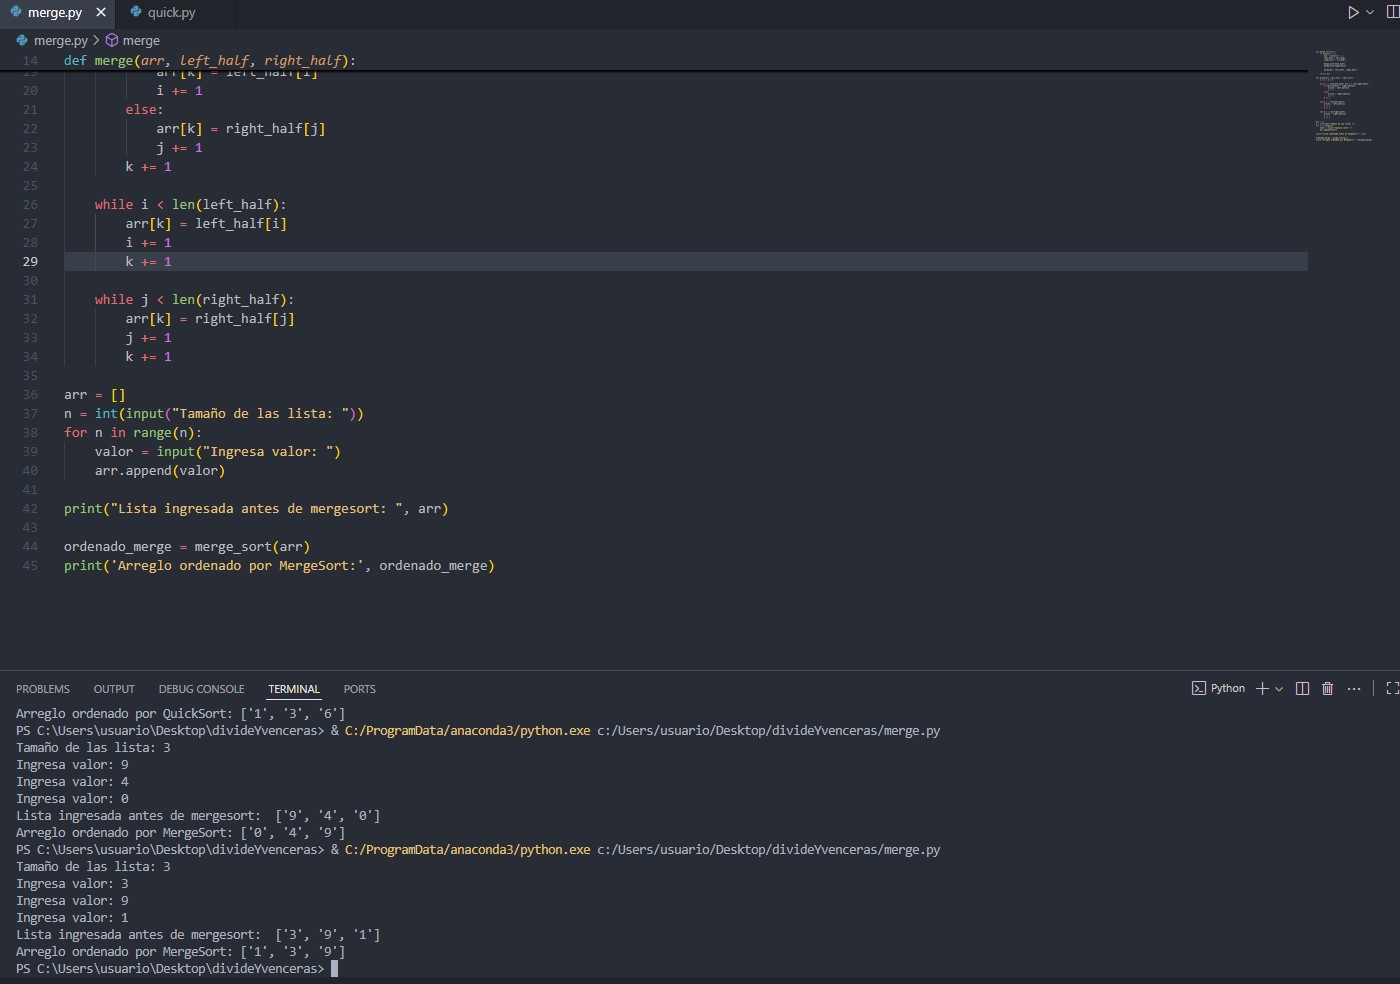 merge.py
quick.py
merge.py > merge
14 def merge(arr, left_half, right_half):
19 arr[k] = left_half[i]
20 i += 1
21 else:
22 arr[k] = right_half[j]
23 j += 1
24 k += 1
25
26 while i < len(left_half):
27 arr[k] = left_half[i]
28 i += 1
29 k += 1
30
31 while j < len(right_half):
32 arr[k] = right_half[j]
33 j += 1
34 k += 1
35
36 arr = []
37 n = int(input("Tamaño de las lista: "))
38 for n in range(n):
39 valor = input("Ingresa valor: ")
40 arr.append(valor)
41
42 print("Lista ingresada antes de mergesort: ", arr)
43
44 ordenado_merge = merge_sort(arr)
45 print('Arreglo ordenado por MergeSort:', ordenado_merge)
PROBLEMS OUTPUT DEBUG CONSOLE TERMINAL PORTS
Python
Arreglo ordenado por QuickSort: ['1', '3', '6']
PS C:\Users\usuario\Desktop\divideYvenceras> & C:/ProgramData/anaconda3/python.exe c:/Users/usuario/Desktop/divideYvenceras/merge.py
Tamaño de las lista: 3
Ingresa valor: 9
Ingresa valor: 4
Ingresa valor: 0
Lista ingresada antes de mergesort:  ['9', '4', '0']
Arreglo ordenado por MergeSort: ['0', '4', '9']
PS C:\Users\usuario\Desktop\divideYvenceras> & C:/ProgramData/anaconda3/python.exe c:/Users/usuario/Desktop/divideYvenceras/merge.py
Tamaño de las lista: 3
Ingresa valor: 3
Ingresa valor: 9
Ingresa valor: 1
Lista ingresada antes de mergesort:  ['3', '9', '1']
Arreglo ordenado por MergeSort: ['1', '3', '9']
PS C:\Users\usuario\Desktop\divideYvenceras>